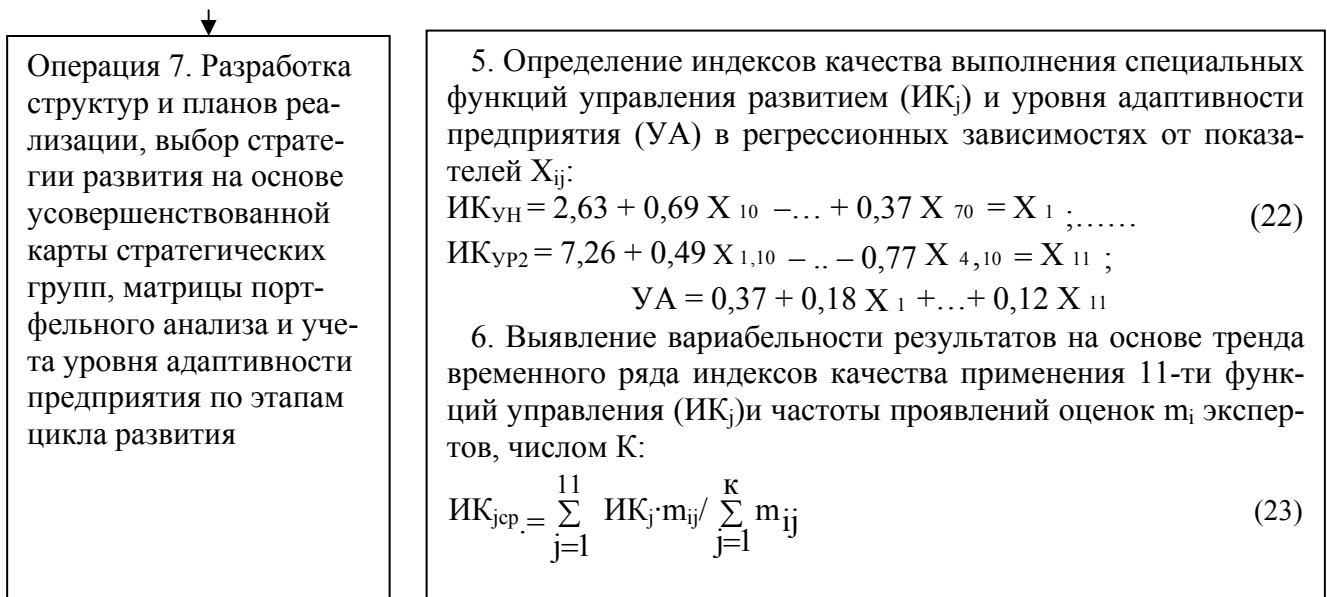 Операция 7. Разработка
структур и планов реа-
лизации, выбор страте-
гии развития на основе
усовершенствованной
карты стратегических
групп, матрицы порт-
фельного анализа и уче-
та уровня адаптивности
предприятия по этапам
цикла развития
5. Определение индексов качества выполнения специальных
функций управления развитием (ИКj) и уровня адаптивности
предприятия (УА) в регрессионных зависимостях от показа-
телей Xij:
ИКУН = 2,63 + 0,69 X 10 –… + 0,37 X 70 = X 1 ;…… (22)
ИКУР2 = 7,26 + 0,49 X 1,10 – .. – 0,77 X 4,10 = X 11 ;
УА = 0,37 + 0,18 X 1 +…+ 0,12 X 11
6. Выявление вариабельности результатов на основе тренда
временного ряда индексов качества применения 11-ти функ-
ций управления (ИКj)и частоты проявлений оценок mi экспер-
тов, числом К:
11 К
ИКjcp.= ∑ ИКj·mij/ ∑ mij (23)
j=1 j=1